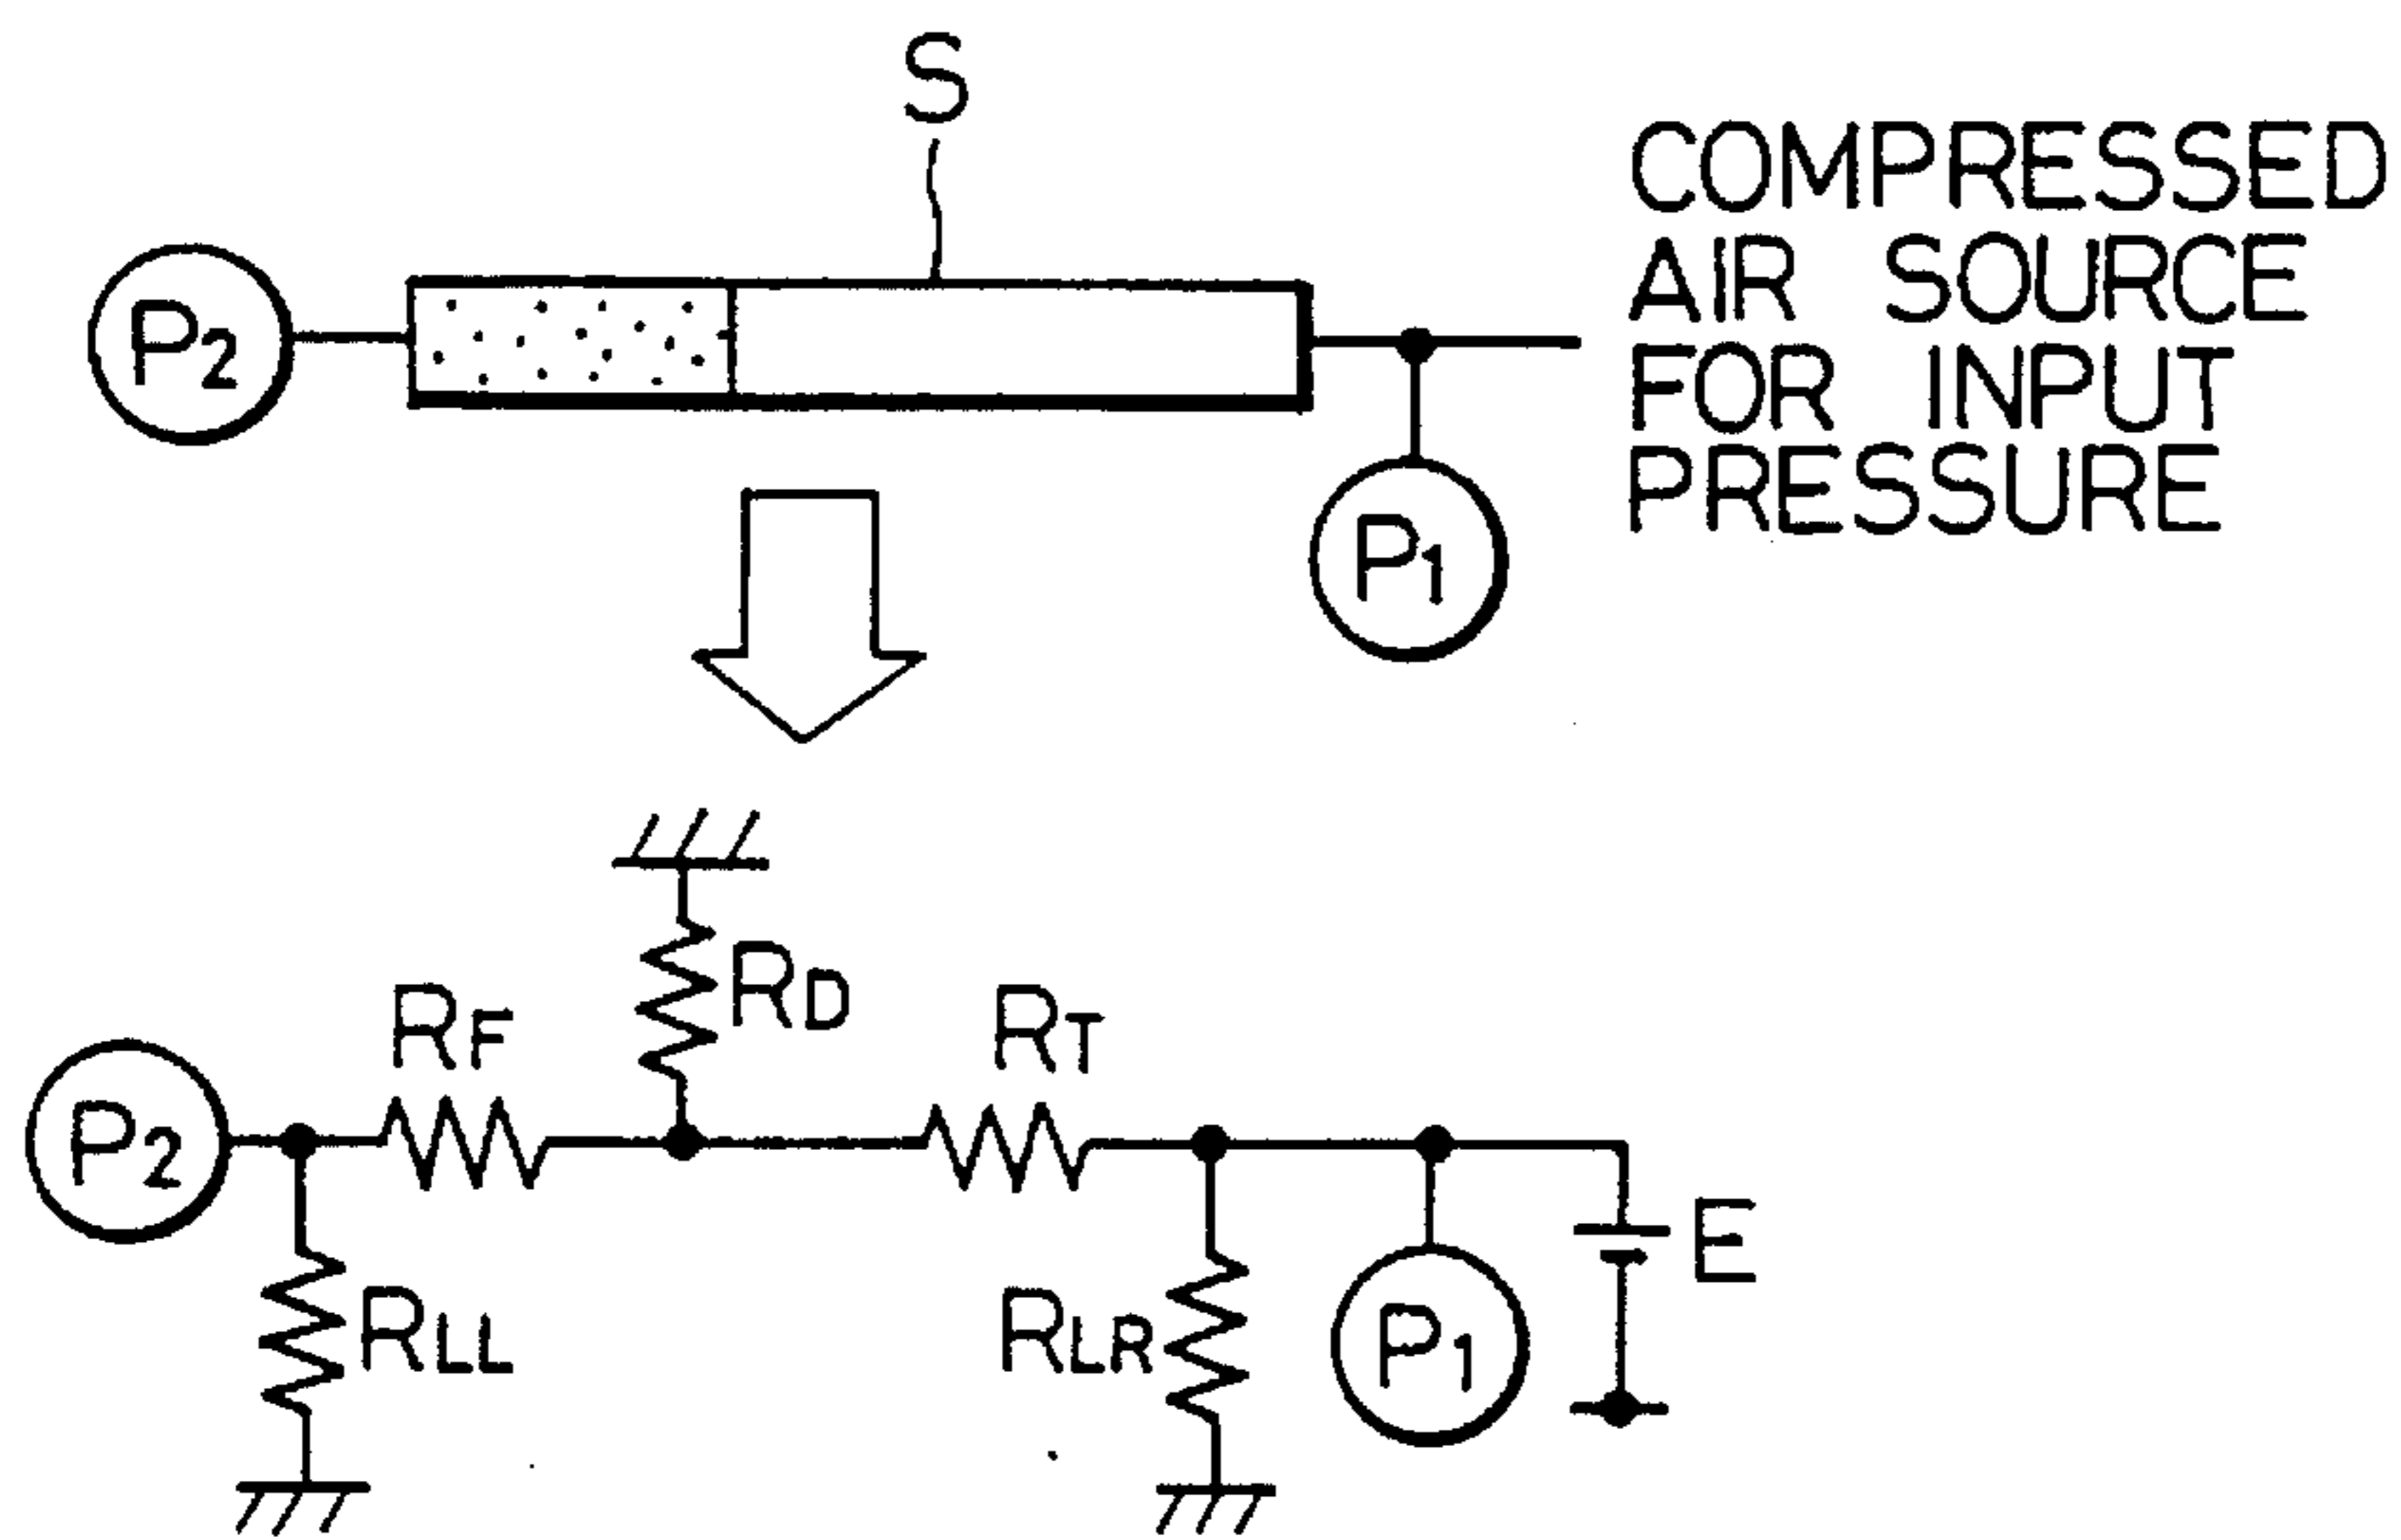 S
COMPRESSED
AIR SOURCE
FOR INPUT
PRESSURE
P2
P1
RD
RF
RT
P2
E
RLL
RLR
P1